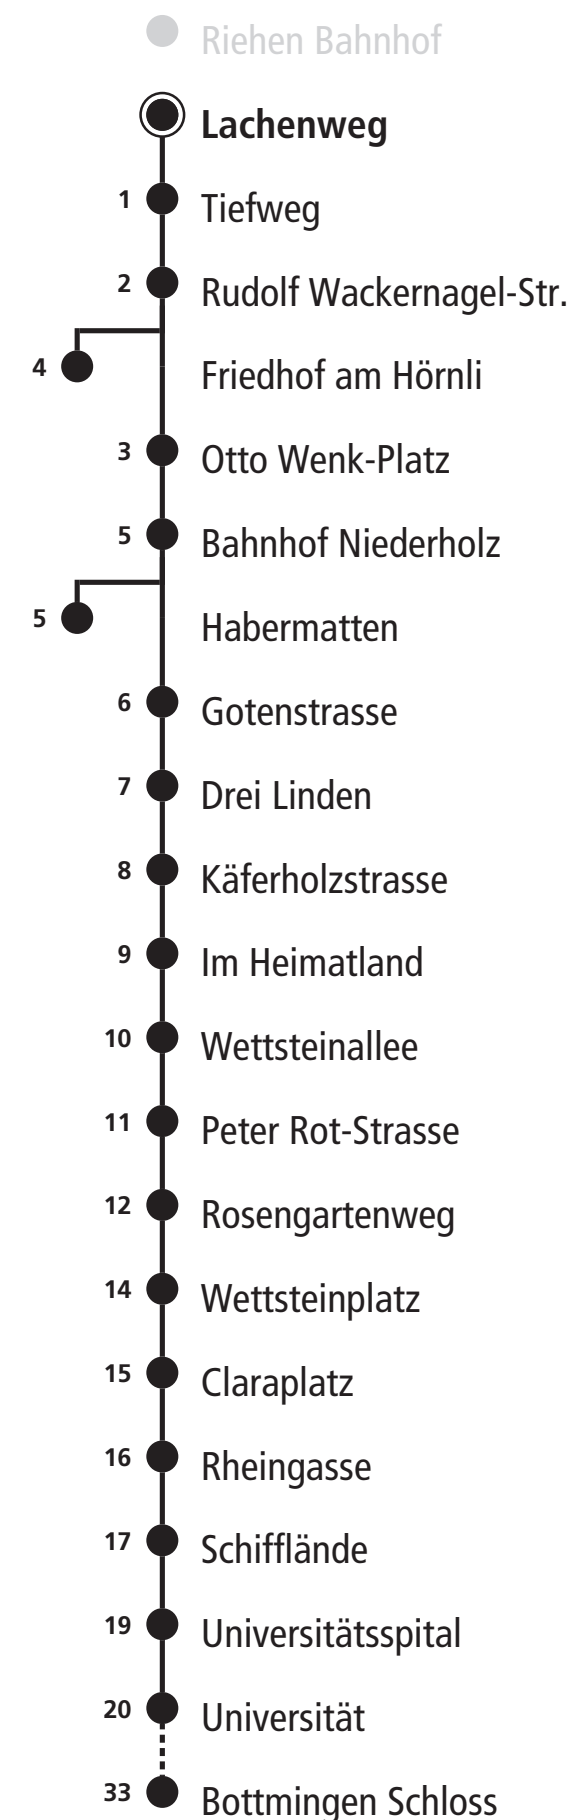 Riehen Bahnhof
Lachenweg
1 Tiefweg
2 Rudolf Wackernagel-Str.
4 Friedhof am Hörnli
3 Otto Wenk-Platz
5 Bahnhof Niederholz
5 Habermatten
6 Gotenstrasse
7 Drei Linden
8 Käferholzstrasse
9 Im Heimatland
10 Wettsteinallee
11 Peter Rot-Strasse
12 Rosengartenweg
14 Wettsteinplatz
15 Claraplatz
16 Rheingasse
17 Schifflände
19 Universitätsspital
20 Universität
33 Bottmingen Schloss